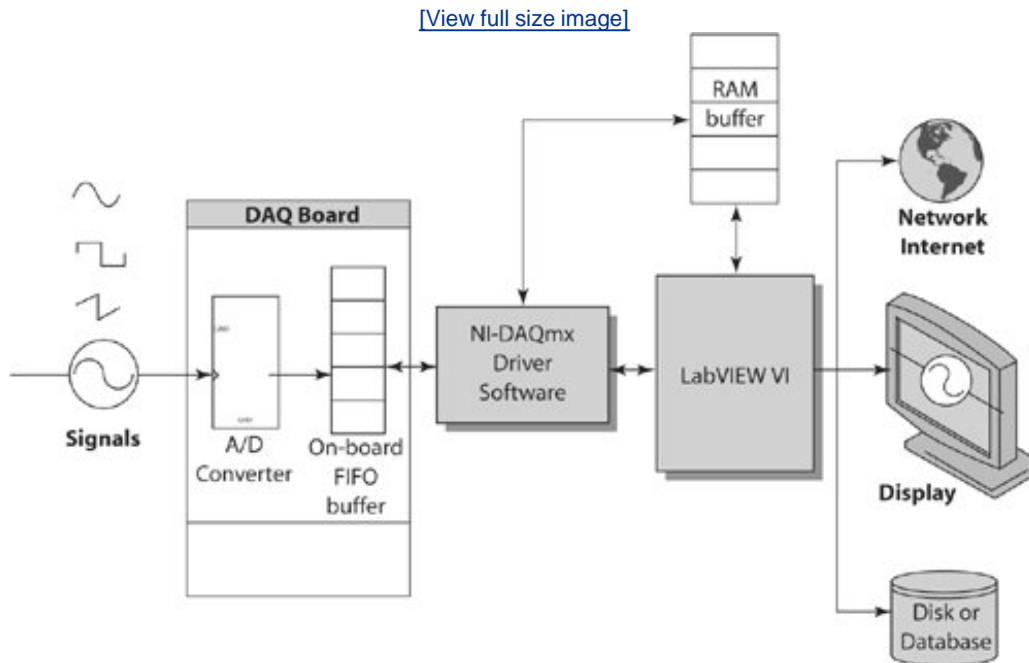 [View full size image]
RAM
buffer
Network
Internet
DAQ Board
NI-DAQmx
Driver
Software
LabVIEW VI
Signals
A/D
Converter
On-board
FIFO
buffer
Display
Disk or
Database